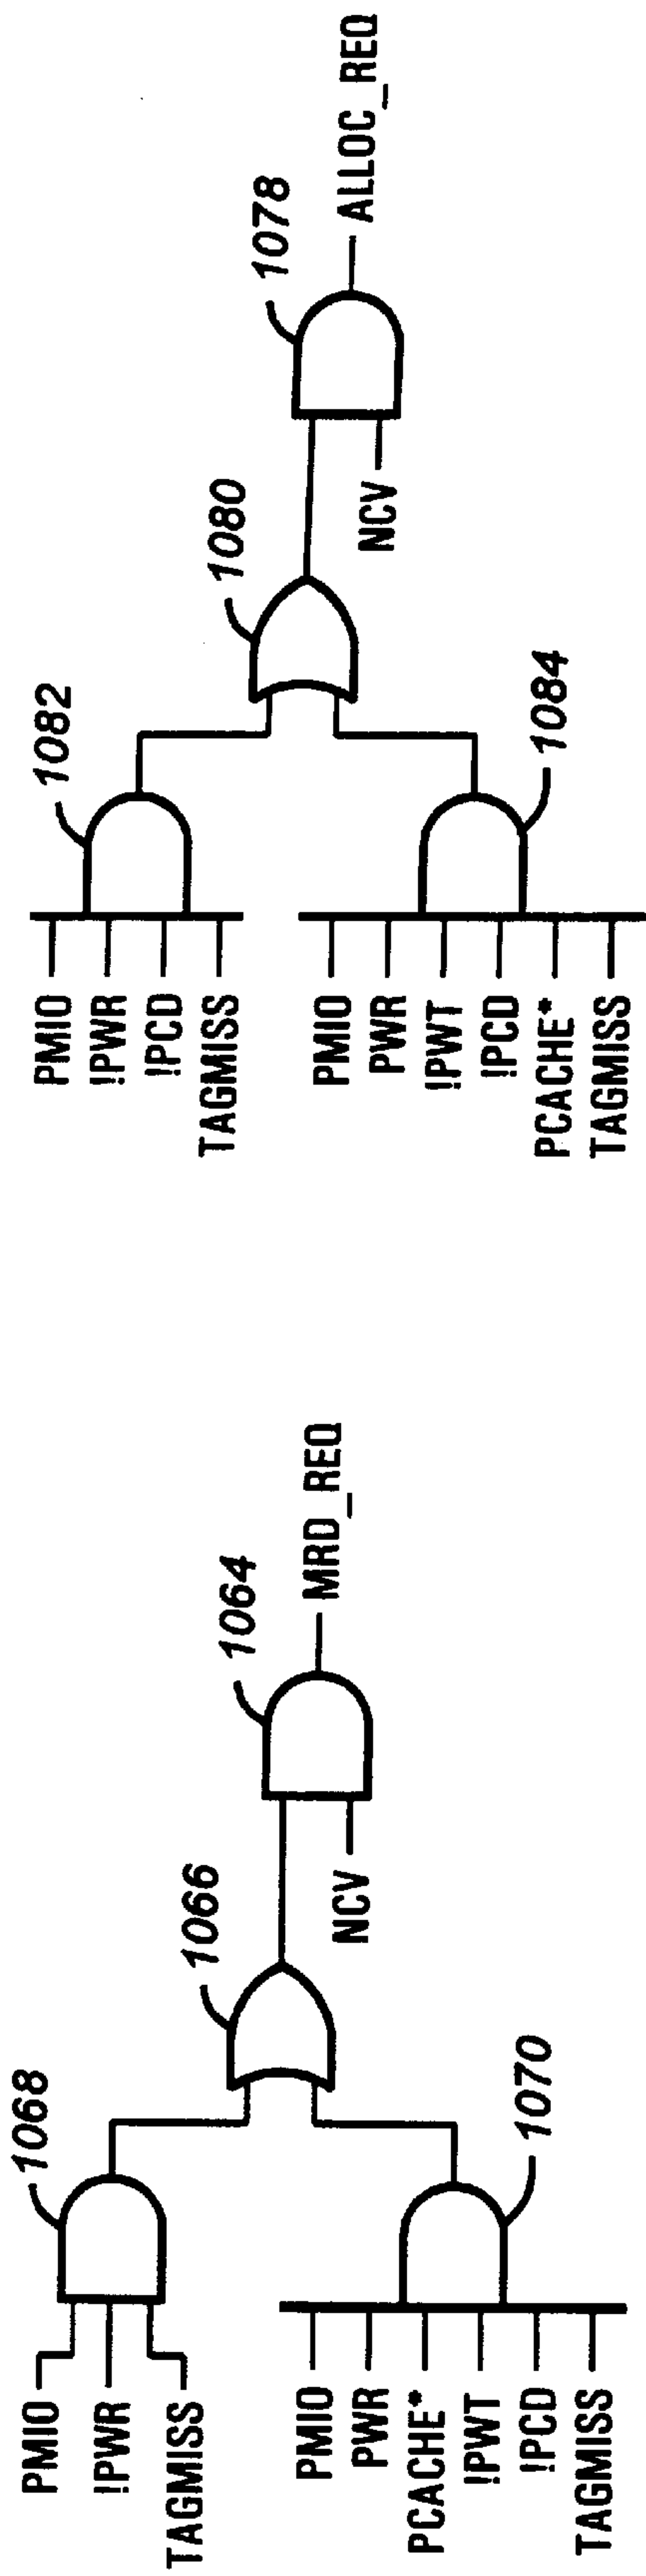 1068
PMIO
!PWR
TAGMISS
1066
1064
MRD_REQ
NCV
PMIO
PWR
PCACHE*
!PWT
!PCD
TAGMISS
1070
1082
PMIO
!PWR
!PCD
TAGMISS
1080
1078
ALLOC_REQ
NCV
PMIO
PWR
!PWT
!PCD
PCACHE*
TAGMISS
1084